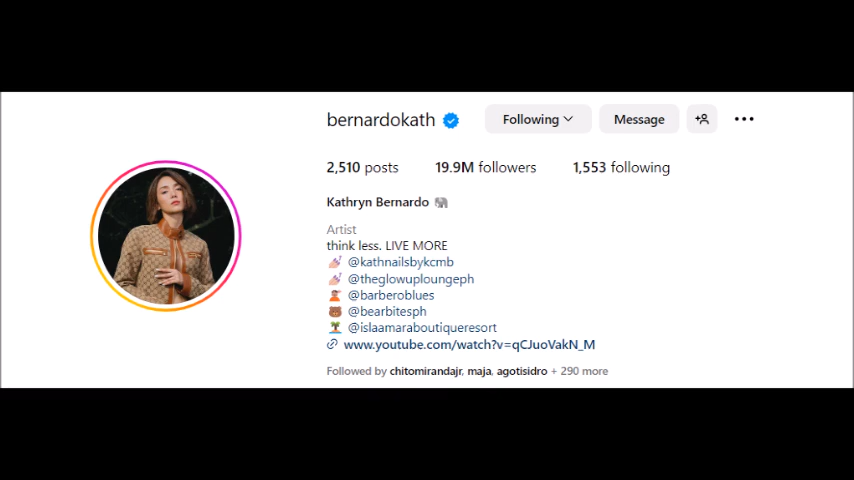 bernardokath Following Message
2,510 posts 19.9M followers 1,553 following
Kathryn Bernardo
Artist
think less. LIVE MORE
@kathnailsbykcmb
@theglowuploungeph
@barberoblues
@bearbitesph
@islaamaraboutiqueresort
www.youtube.com/watch?v=qCJuoVakN_M
Followed by chitomirandajr, maja, agotisidro + 290 more